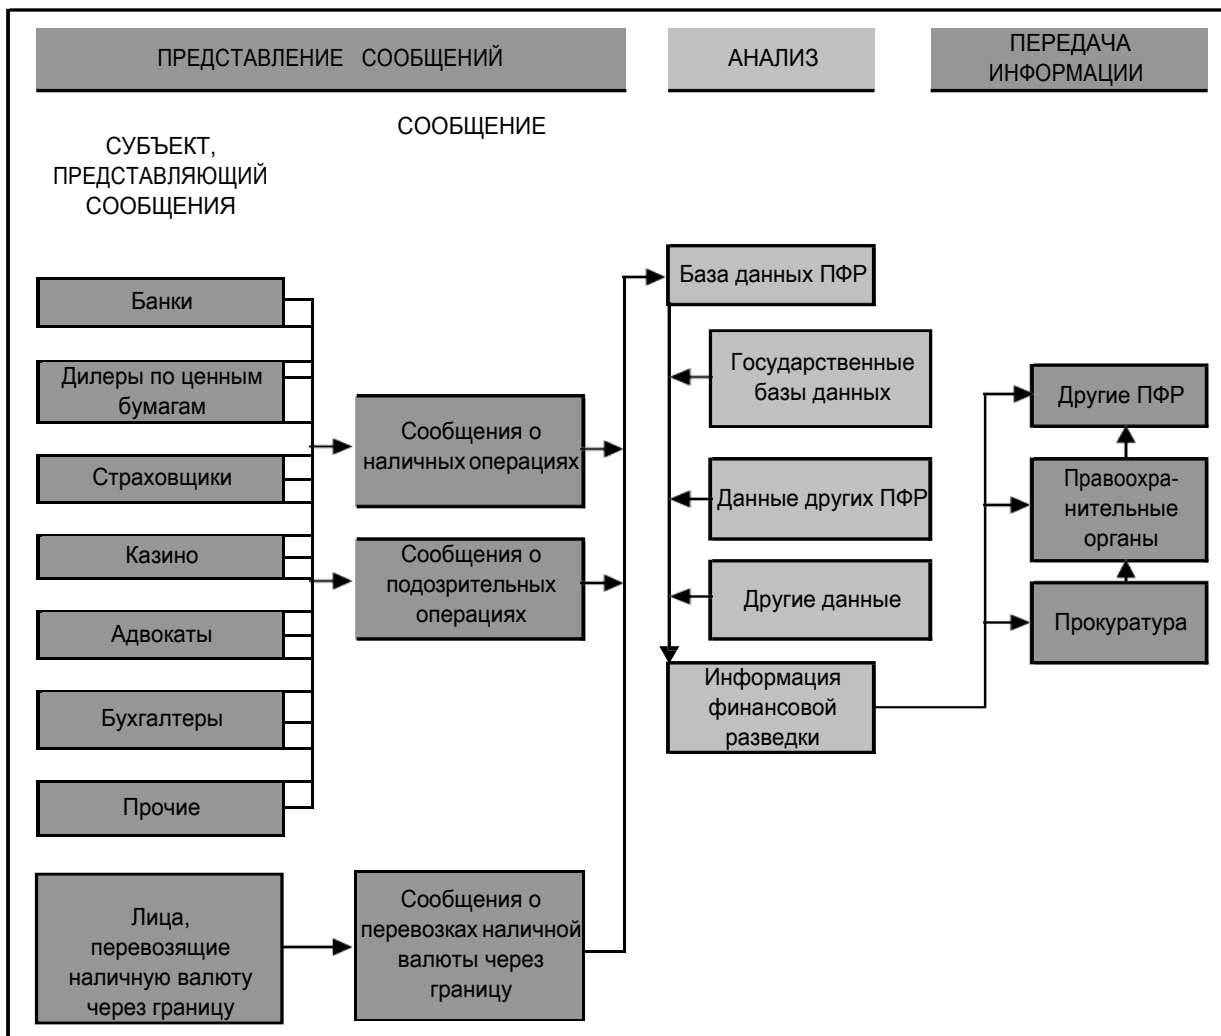 ПРЕДСТАВЛЕНИЕ СООБЩЕНИЙ
АНАЛИЗ
ПЕРЕДАЧА
ИНФОРМАЦИИ
СООБЩЕНИЕ
СУБЪЕКТ,
ПРЕДСТАВЛЯЮЩИЙ
СООБЩЕНИЯ
Банки
Дилеры по ценным
бумагам
Страховщики
Казино
Адвокаты
Бухгалтеры
Прочие
Лица,
перевозящие
наличную валюту
через границу
Сообщения о
наличных операциях
Сообщения о
подозрительных
операциях
Сообщения о
перевозках наличной
валюты через
границу
База данных ПФР
Государственные
базы данных
Данные других ПФР
Другие данные
Информация
финансовой
разведки
Другие ПФР
Правоохра-
нительные
органы
Прокуратура